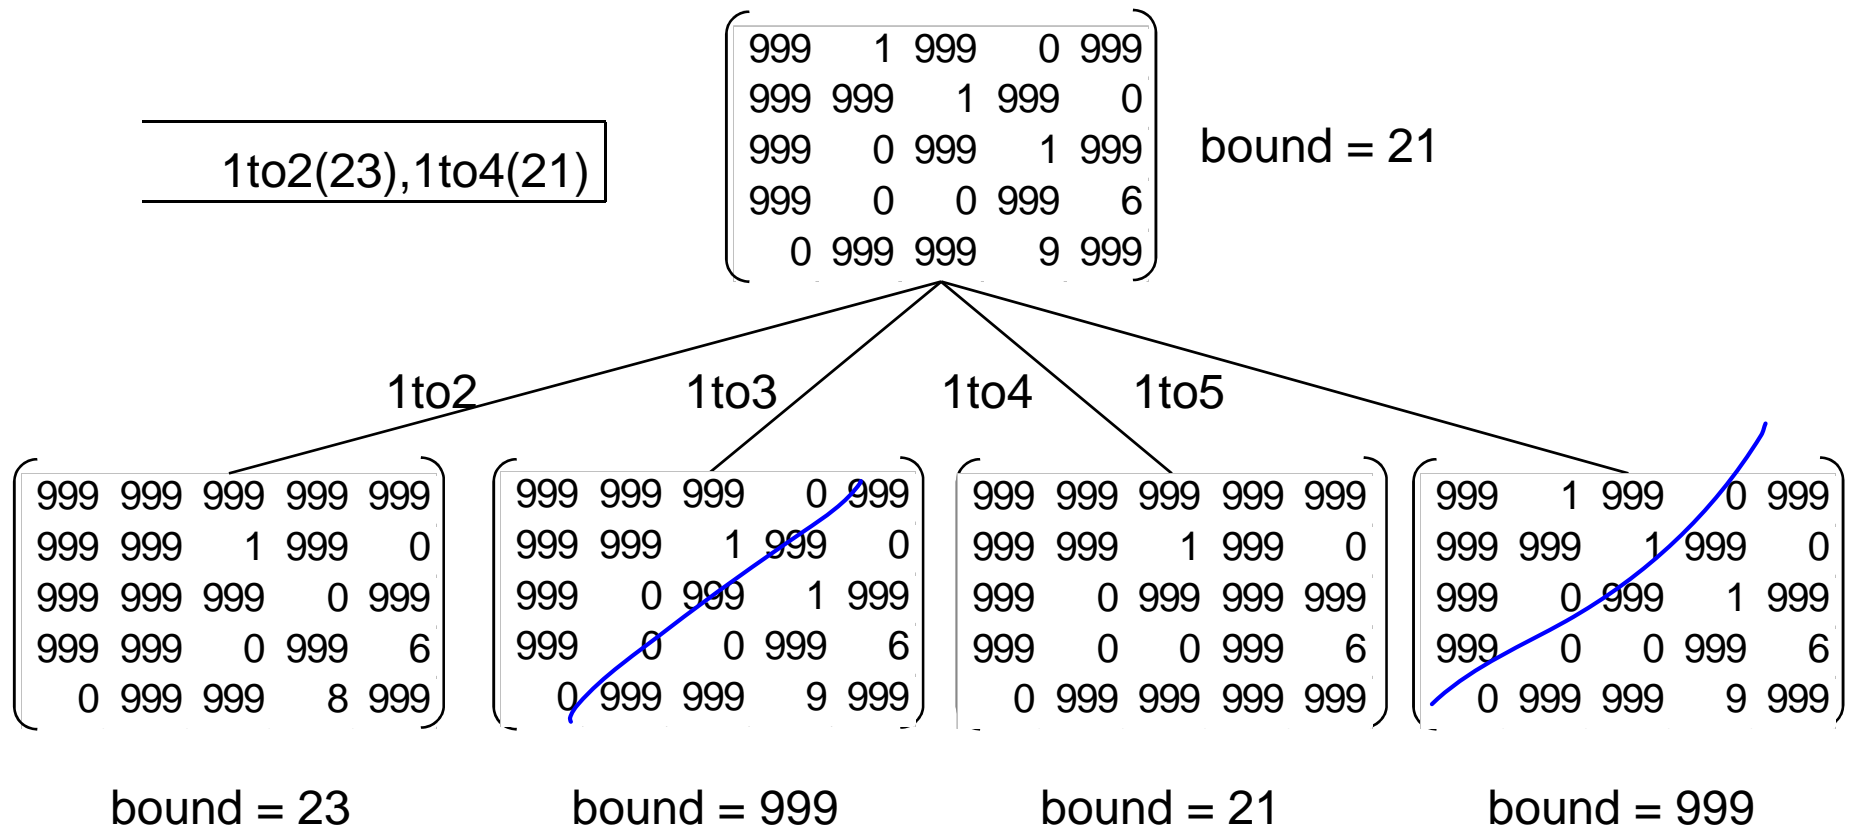 999 1 999 0 999
999 999 1 999 0
999 0 999 1 999
999 0 0 999 6
0 999 999 9 999
bound = 21
1to2(23),1to4(21)
1to2
1to3
1to4
1to5
999 999 999 999 999
999 999 1 999 0
999 999 999 0 999
999 999 0 999 6
0 999 999 8 999
bound = 23
999 999 999 0 999
999 999 1 999 0
999 0 999 1 999
999 0 0 999 6
0 999 999 9 999
bound = 999
999 999 999 999 999
999 999 1 999 0
999 0 999 999 999
999 0 0 999 6
0 999 999 999 999
bound = 21
999 1 999 0 999
999 999 1 999 0
999 0 999 1 999
999 0 0 999 6
0 999 999 9 999
bound = 999